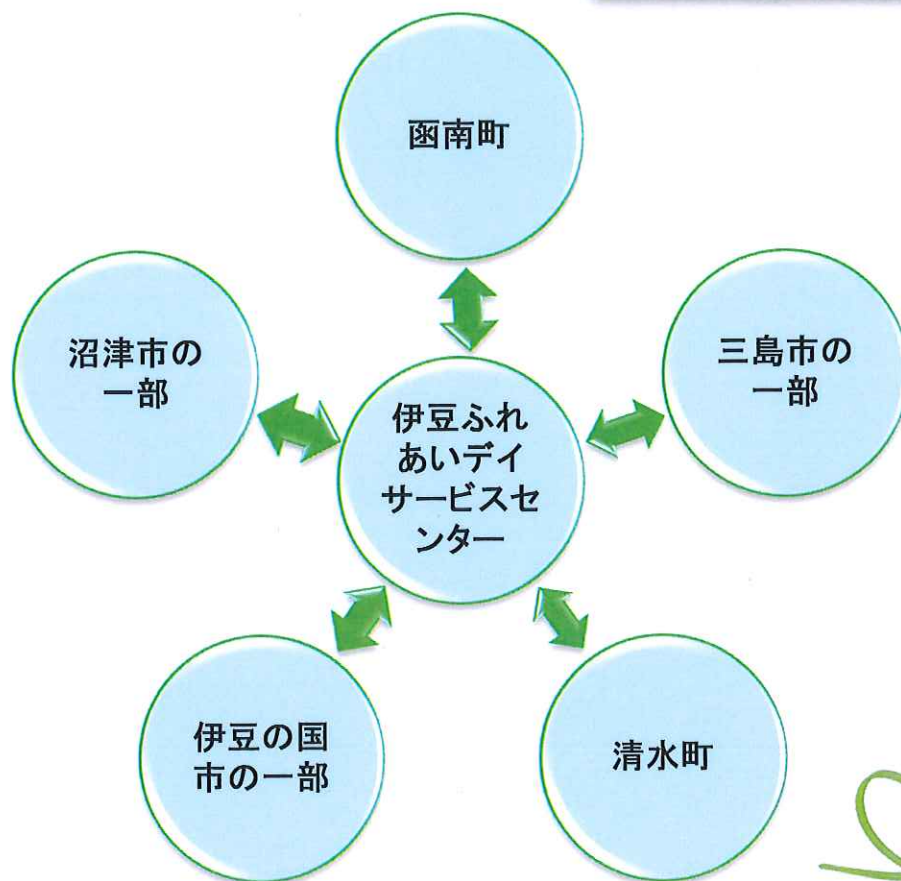 函南町
沼津市の
一部
三島市の
一部
伊豆ふれ
あいデイ
サービスセ
ンター
伊豆の国
市の一部
清水町